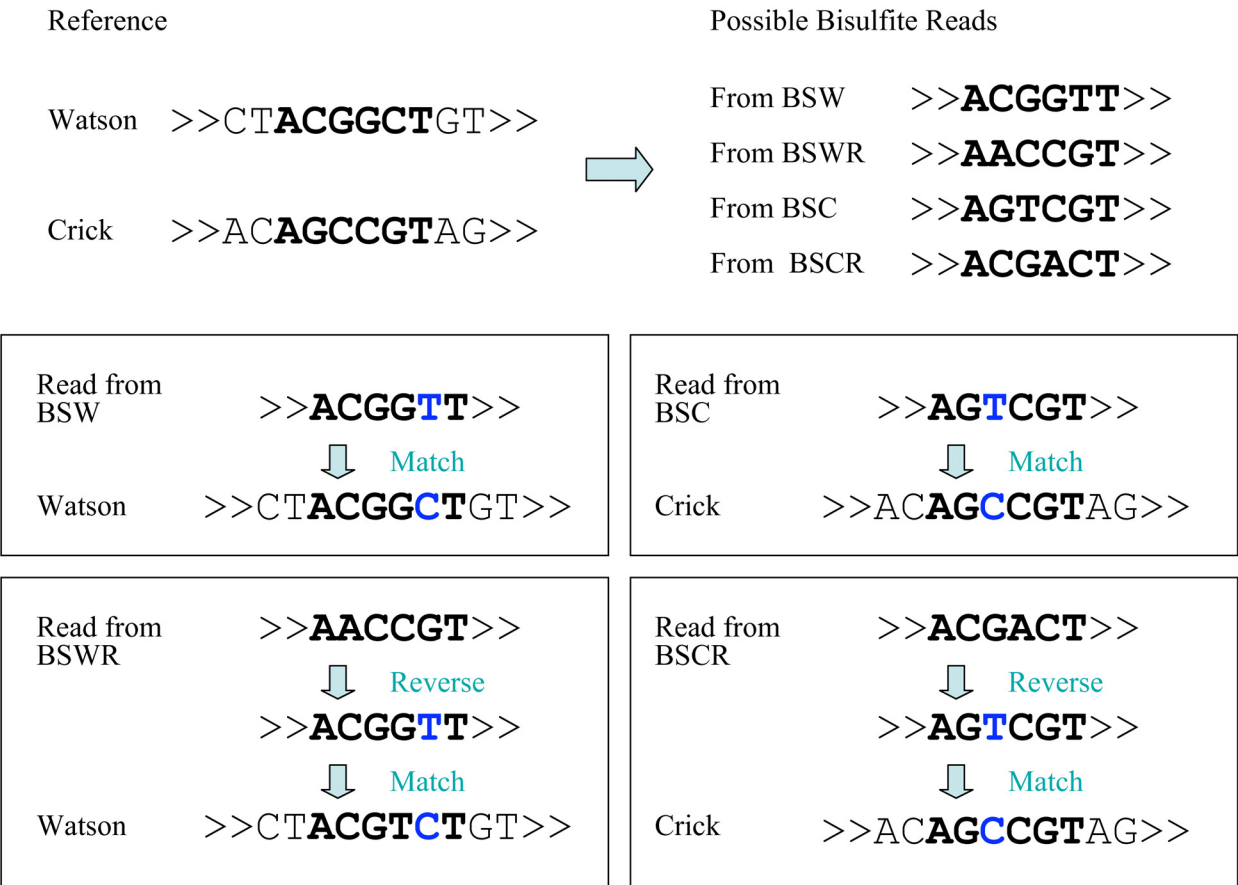 Reference
Possible Bisulfite Reads
Watson >>CTACGGCTGT>>
Crick >>ACAGCCGTAG>>
From BSW >>ACGGTT>>
From BSWR >>AACCGT>>
From BSC >>AGTCGT>>
From BSCR >>ACGACT>>
Read from
BSW >>ACGGTT>>
Match
Watson >>CTACGGCTGT>>
Read from
BSC >>AGTCGT>>
Match
Crick >>ACAGCCGTAG>>
Read from
BSWR >>AACCGT>>
Reverse
>>ACGGTT>>
Match
Watson >>CTACGTCTGT>>
Read from
BSCR >>ACGACT>>
Reverse
>>AGTCGT>>
Match
Crick >>ACAGCCGTAG>>